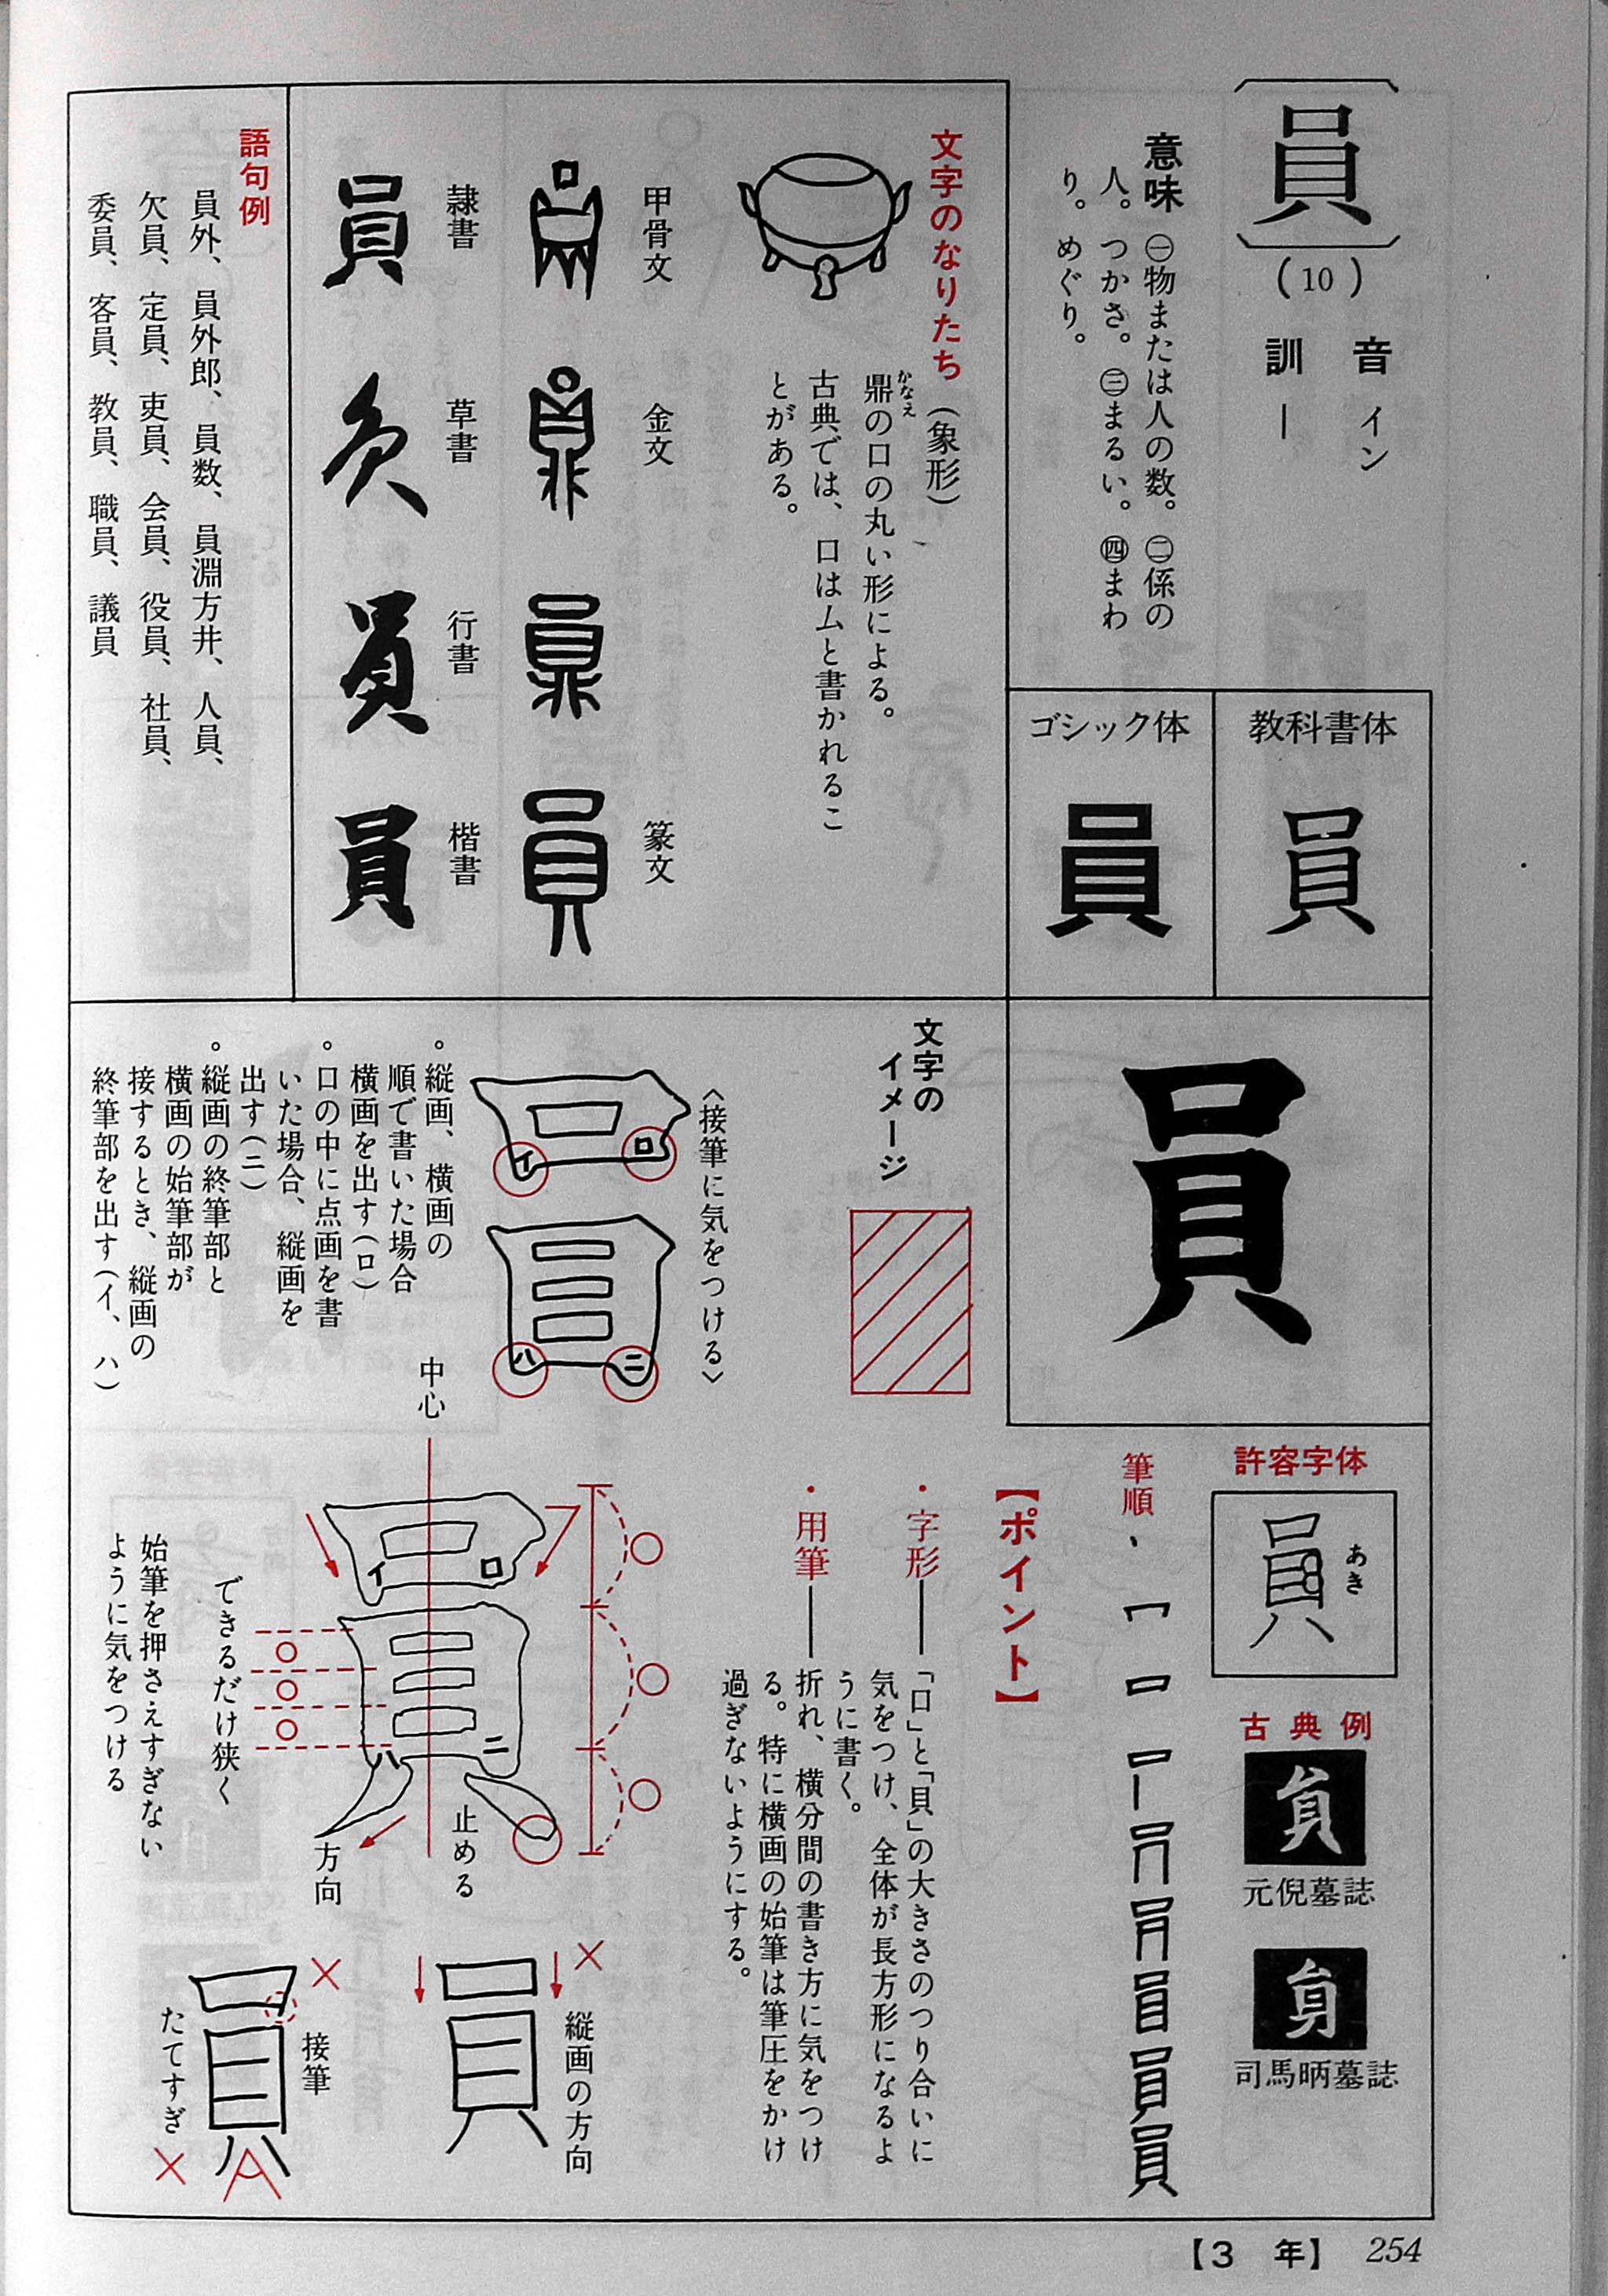 員
(10)
音 イン
訓 —
意味 ㊀物または人の数。㊁係の
人。つかさ。㊂まるい。㊃まわ
り。めぐり。
教科書体
員
ゴシック体
員
文字のなりたち(象形)
鼎の口の丸い形による。
かなえ
古典では、口はムと書かれるこ
とがある。
甲骨文
金文
篆文
隷書
草書
行書
楷書
員
員
員
語句例
員外、員外郎、員数、員淵方井、人員、
欠員、定員、吏員、会員、役員、社員、
委員、客員、教員、職員、議員
員
許容字体
員
あき
古典例
元倪墓誌
司馬昞墓誌
筆順
【ポイント】
・字形——「口」と「貝」の大きさのつり合いに
気をつけ、全体が長方形になるよ
うに書く。
・用筆——折れ、横分間の書き方に気をつけ
る。特に横画の始筆は筆圧をかけ
過ぎないようにする。
文字の
イメージ
〈接筆に気をつける〉
イ
ロ
ハ
ニ
。縦画、横画の
順で書いた場合
横画を出す(ロ)
。口の中に点画を書
いた場合、縦画を
出す(ニ)
。縦画の終筆部と
横画の始筆部が
接するとき、縦画の
終筆部を出す(イ、ハ)
中心
イ
ロ
ハ
ニ
止める
方向
できるだけ狭く
始筆を押さえすぎない
ように気をつける
縦画の方向
接筆
たてすぎ
【3 年】 254